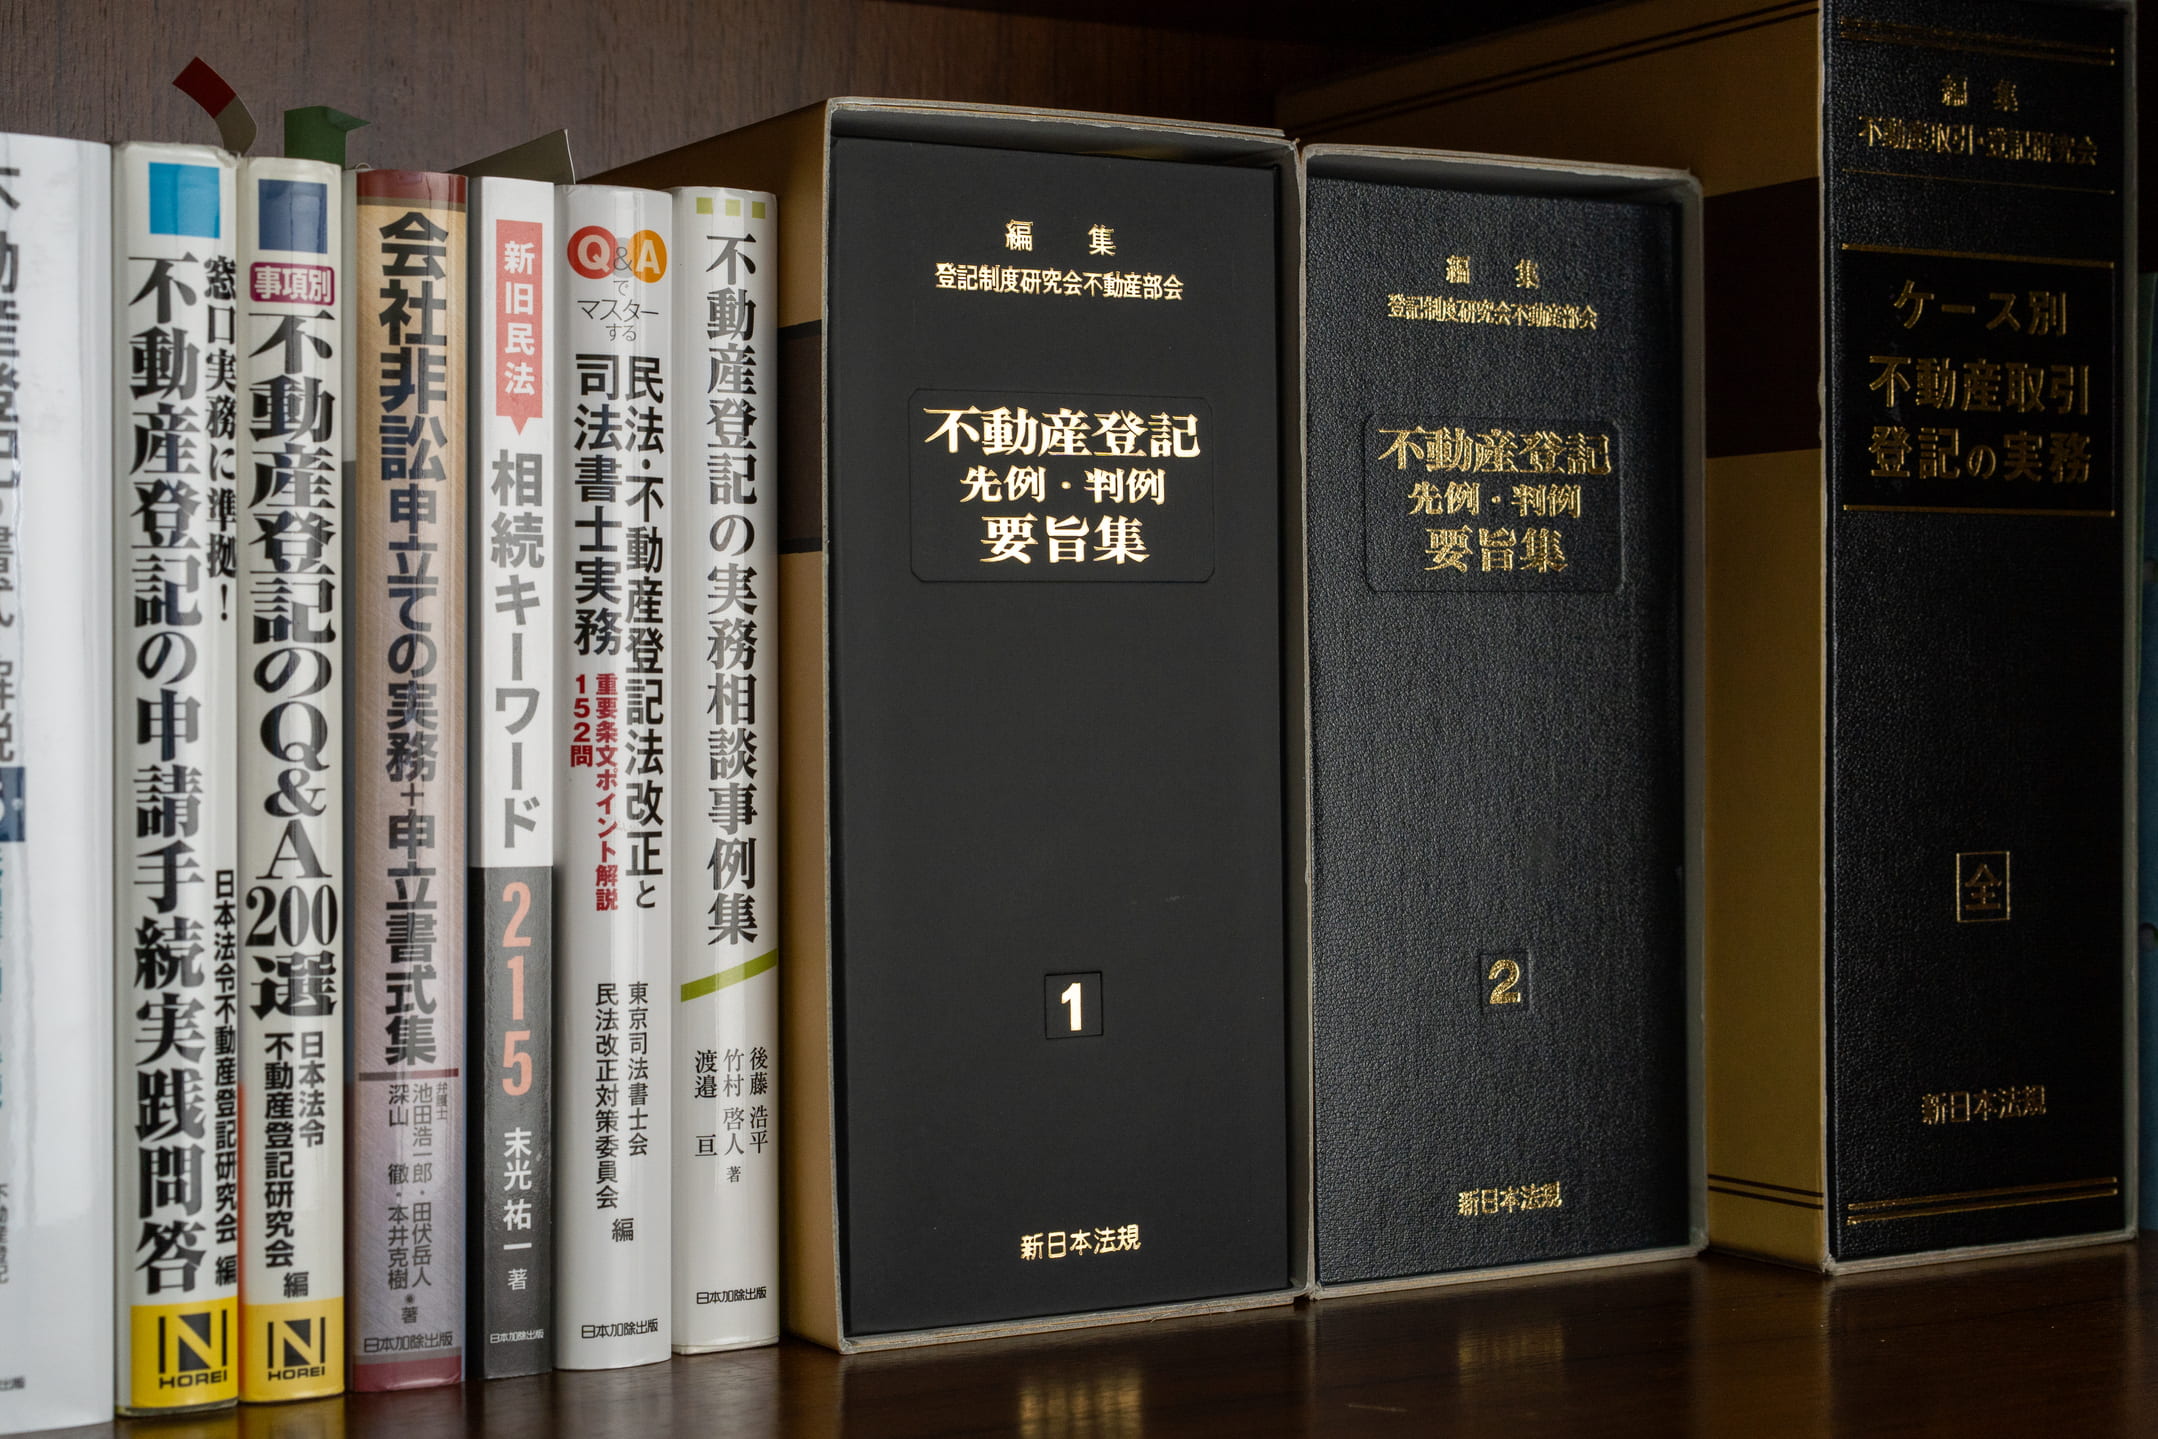 不動産登記の書式と解説
窓口実務に準拠！
不動産登記の申請手続実践問答
日本法令不動産登記研究会 編
HOREI
事項別
不動産登記のQ&A200選
日本法令
不動産登記研究会 編
HOREI
会社非訟申立ての実務+申立書式集
弁護士
池田浩一郎・田伏岳人
深山 徹・本井克樹 著
日本加除出版
新旧民法
相続キーワード
215
末光祐一 著
日本加除出版
Q&A
で
マスター
する
民法・不動産登記法改正と
司法書士実務
重要条文ポイント解説
152問
東京司法書士会
民法改正対策委員会 編
日本加除出版
不動産登記の実務相談事例集
後藤 浩平
竹村 啓人 著
渡邉 亘
日本加除出版
編 集
登記制度研究会不動産部会
不動産登記
先例・判例
要旨集
1
新日本法規
編 集
登記制度研究会不動産部会
不動産登記
先例・判例
要旨集
2
新日本法規
編 集
不動産取引・登記研究会
ケース別
不動産取引
登記の実務
全
新日本法規